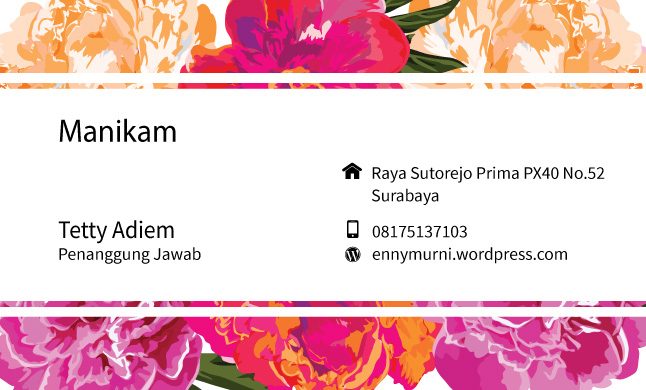 Manikam
Raya Sutorejo Prima PX40 No.52
Surabaya
Tetty Adiem
Penanggung Jawab
08175137103
ennymurni.wordpress.com